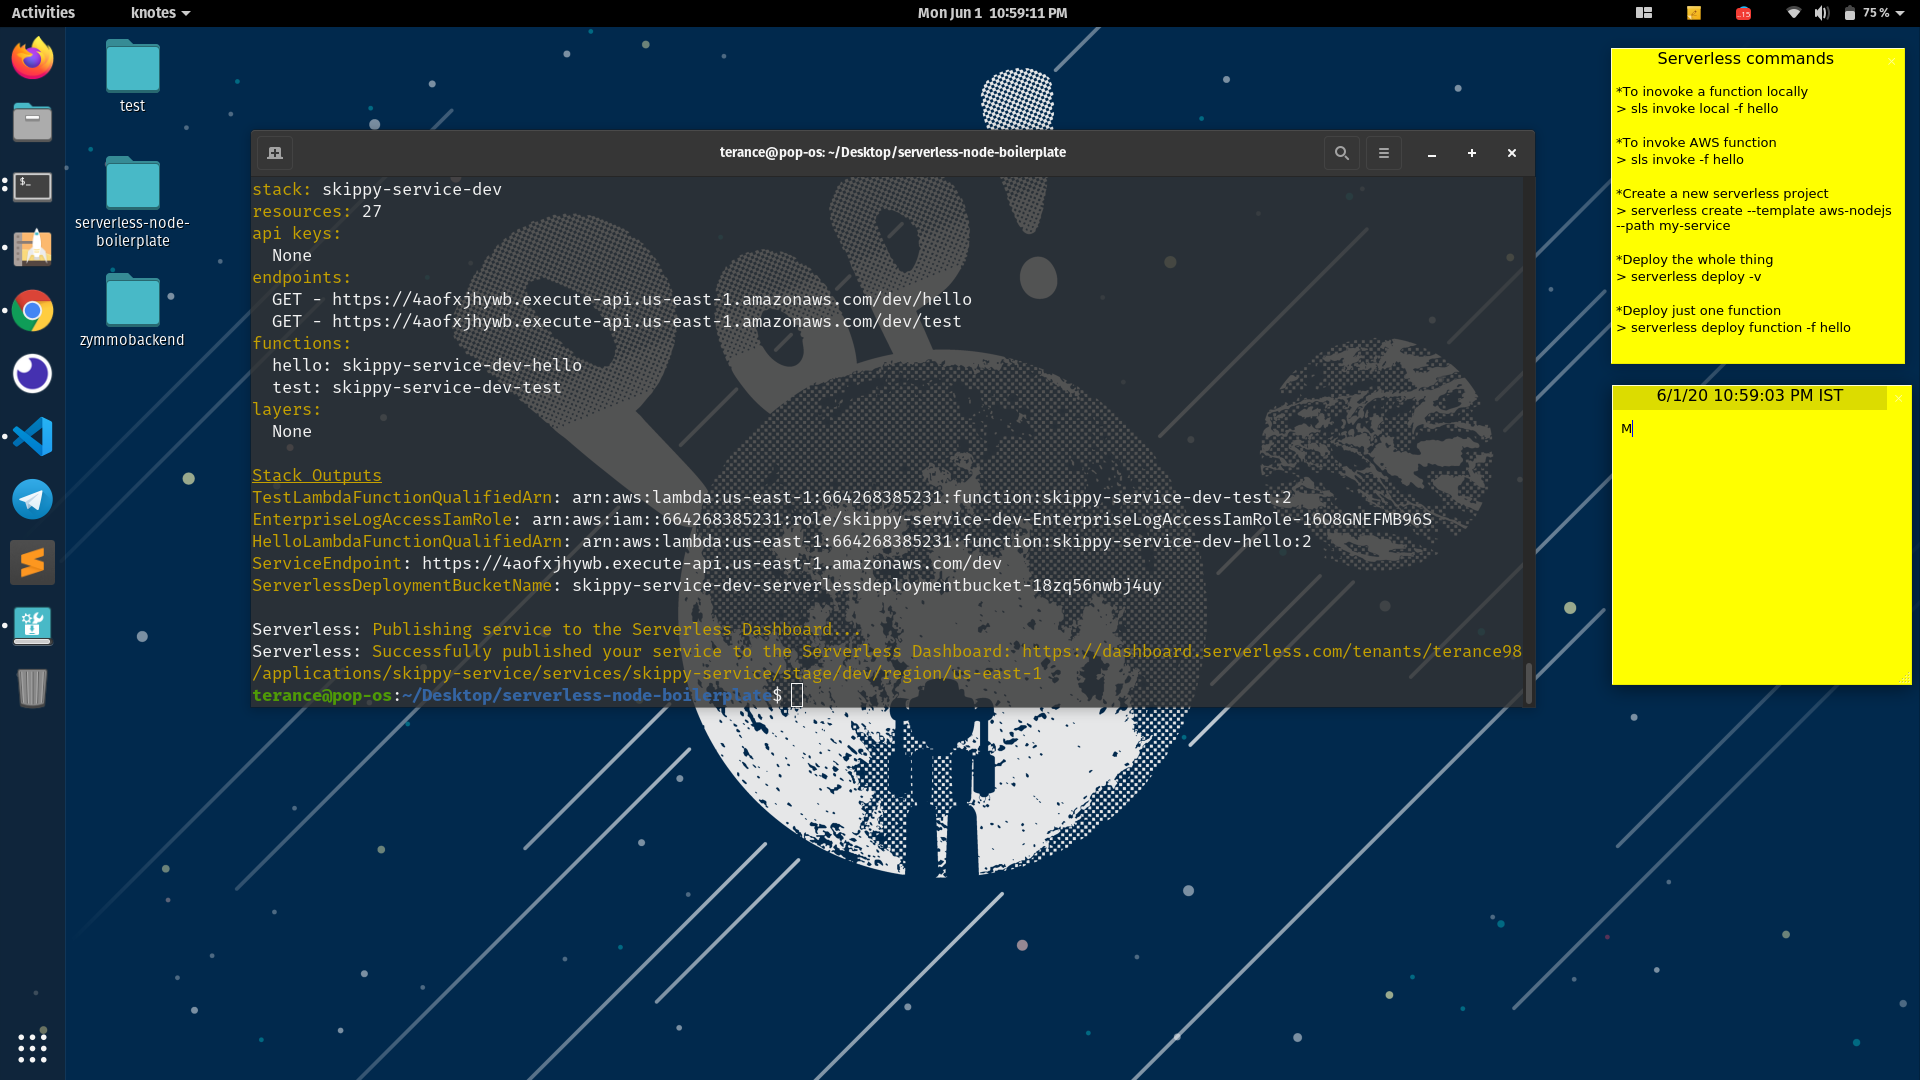 Activities
knotes
Mon Jun 1 10:59:11 PM
75 %
test
serverless-node-
boilerplate
zymmobackend
terance@pop-os: ~/Desktop/serverless-node-boilerplate
stack: skippy-service-dev
resources: 27
api keys:
None
endpoints:
GET - https://4aofxjhywb.execute-api.us-east-1.amazonaws.com/dev/hello
GET - https://4aofxjhywb.execute-api.us-east-1.amazonaws.com/dev/test
functions:
hello: skippy-service-dev-hello
test: skippy-service-dev-test
layers:
None
Stack Outputs
TestLambdaFunctionQualifiedArn: arn:aws:lambda:us-east-1:664268385231:function:skippy-service-dev-test:2
EnterpriseLogAccessIamRole: arn:aws:iam::664268385231:role/skippy-service-dev-EnterpriseLogAccessIamRole-16O8GNEFMB96S
HelloLambdaFunctionQualifiedArn: arn:aws:lambda:us-east-1:664268385231:function:skippy-service-dev-hello:2
ServiceEndpoint: https://4aofxjhywb.execute-api.us-east-1.amazonaws.com/dev
ServerlessDeploymentBucketName: skippy-service-dev-serverlessdeploymentbucket-18zq56nwbj4uy
Serverless: Publishing service to the Serverless Dashboard...
Serverless: Successfully published your service to the Serverless Dashboard: https://dashboard.serverless.com/tenants/terance98
/applications/skippy-service/services/skippy-service/stage/dev/region/us-east-1
terance@pop-os:~/Desktop/serverless-node-boilerplate$
Pop!
Serverless commands
*To inovoke a function locally
> sls invoke local -f hello
*To invoke AWS function
> sls invoke -f hello
*Create a new serverless project
> serverless create --template aws-nodejs
--path my-service
*Deploy the whole thing
> serverless deploy -v
*Deploy just one function
> serverless deploy function -f hello
6/1/20 10:59:03 PM IST
M